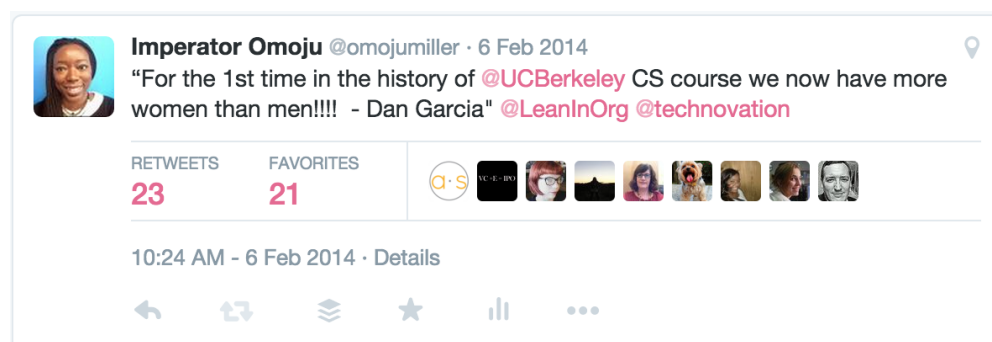 Imperator Omoju @omojumiller · 6 Feb 2014
“For the 1st time in the history of @UCBerkeley CS course we now have more
women than men!!!!  - Dan Garcia" @LeanInOrg @technovation
RETWEETS FAVORITES
23 21
a·s VC-E-IPO
10:24 AM - 6 Feb 2014 · Details